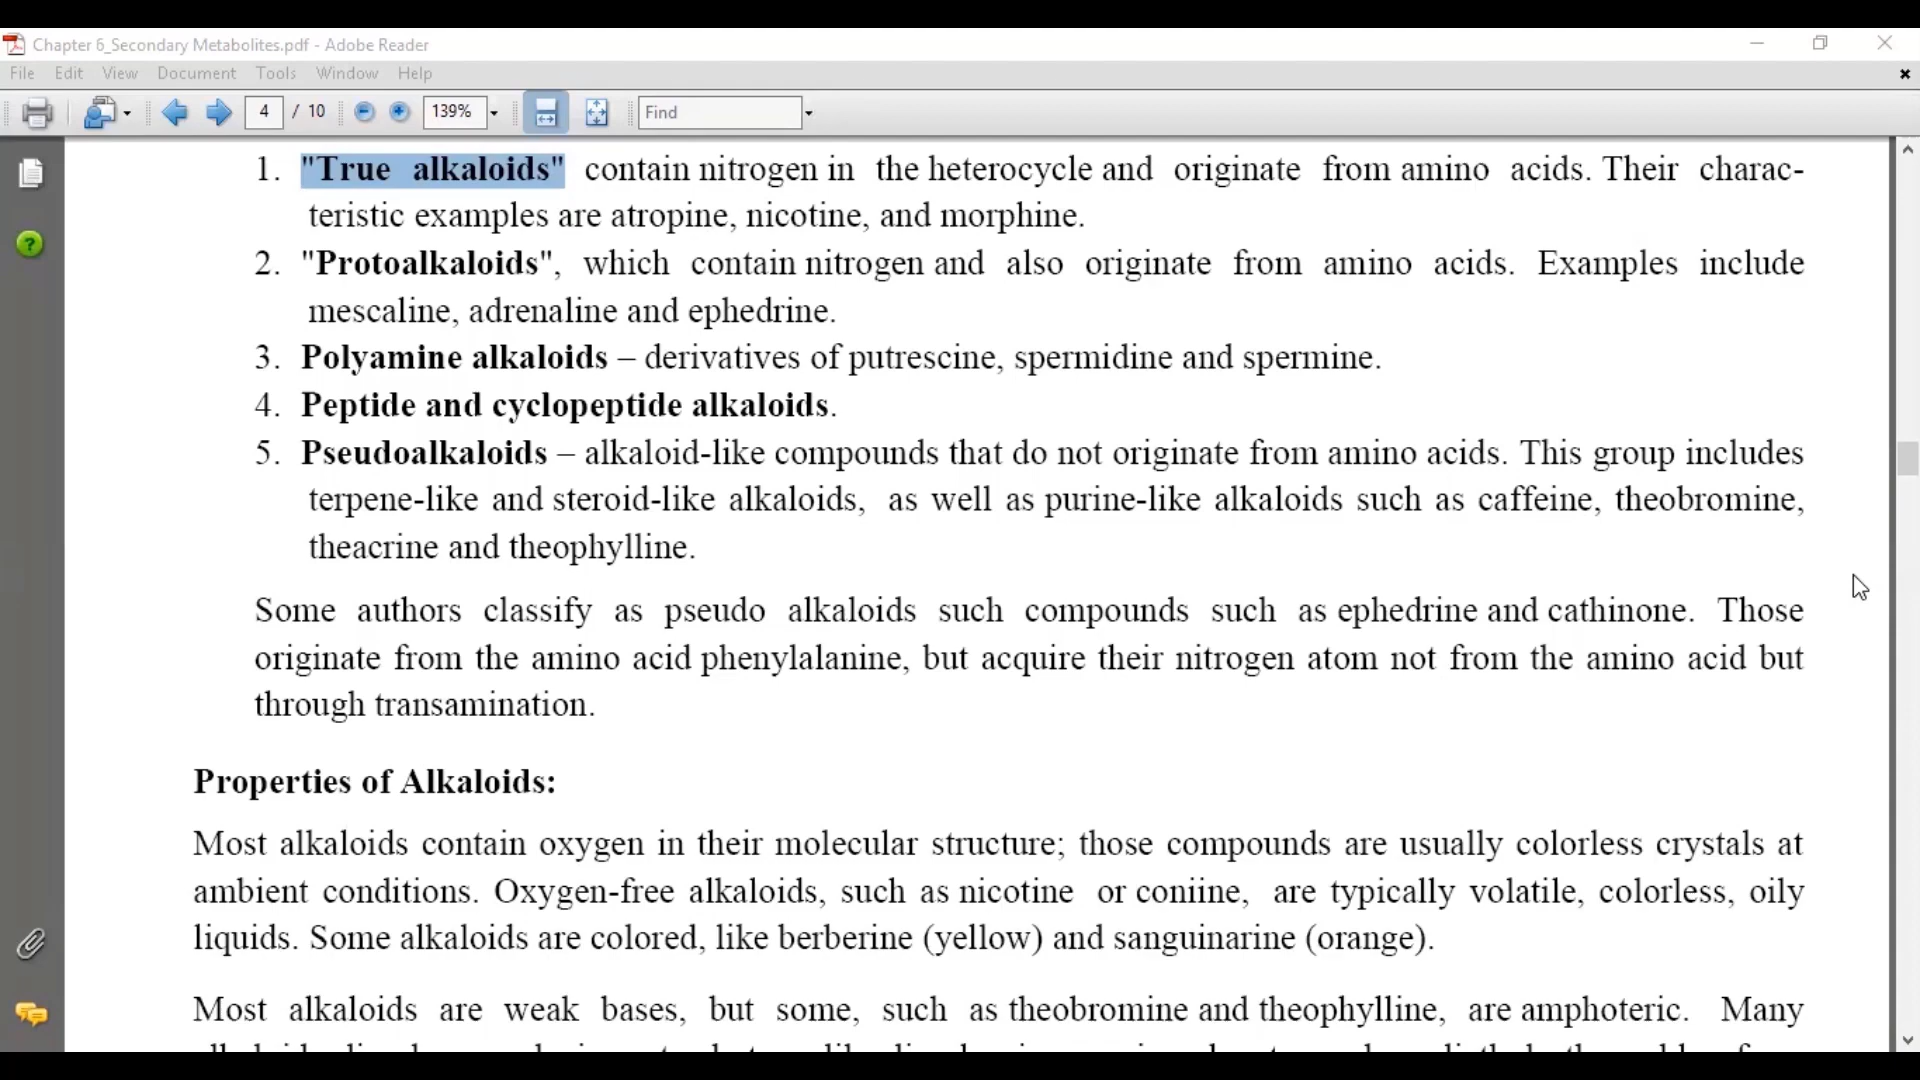 Chapter 6_Secondary Metabolites.pdf - Adobe Reader
File Edit View Document Tools Window Help
4 / 10 139% Find
1. "True alkaloids" contain nitrogen in the heterocycle and originate from amino acids. Their charac-
teristic examples are atropine, nicotine, and morphine.
2. "Protoalkaloids", which contain nitrogen and also originate from amino acids. Examples include
mescaline, adrenaline and ephedrine.
3. Polyamine alkaloids – derivatives of putrescine, spermidine and spermine.
4. Peptide and cyclopeptide alkaloids.
5. Pseudoalkaloids – alkaloid-like compounds that do not originate from amino acids. This group includes
terpene-like and steroid-like alkaloids, as well as purine-like alkaloids such as caffeine, theobromine,
theacrine and theophylline.
Some authors classify as pseudo alkaloids such compounds such as ephedrine and cathinone. Those
originate from the amino acid phenylalanine, but acquire their nitrogen atom not from the amino acid but
through transamination.
Properties of Alkaloids:
Most alkaloids contain oxygen in their molecular structure; those compounds are usually colorless crystals at
ambient conditions. Oxygen-free alkaloids, such as nicotine or coniine, are typically volatile, colorless, oily
liquids. Some alkaloids are colored, like berberine (yellow) and sanguinarine (orange).
Most alkaloids are weak bases, but some, such as theobromine and theophylline, are amphoteric. Many